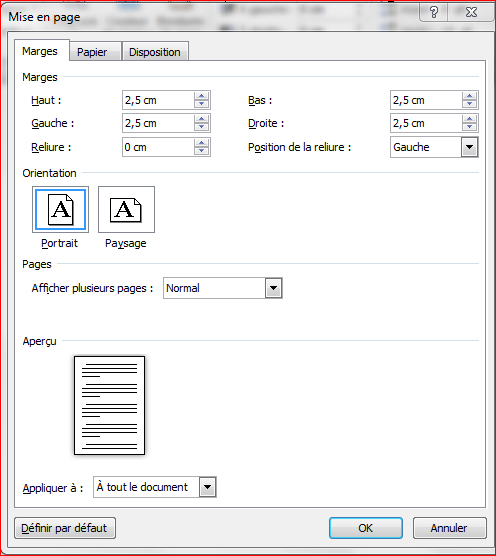 Mise en page
Marges Papier Disposition
Marges
Haut : 2,5 cm Bas : 2,5 cm
Gauche : 2,5 cm Droite : 2,5 cm
Reliure : 0 cm Position de la reliure : Gauche
Orientation
A A
Portrait Paysage
Pages
Afficher plusieurs pages : Normal
Aperçu
Appliquer à : À tout le document
Définir par défaut OK Annuler